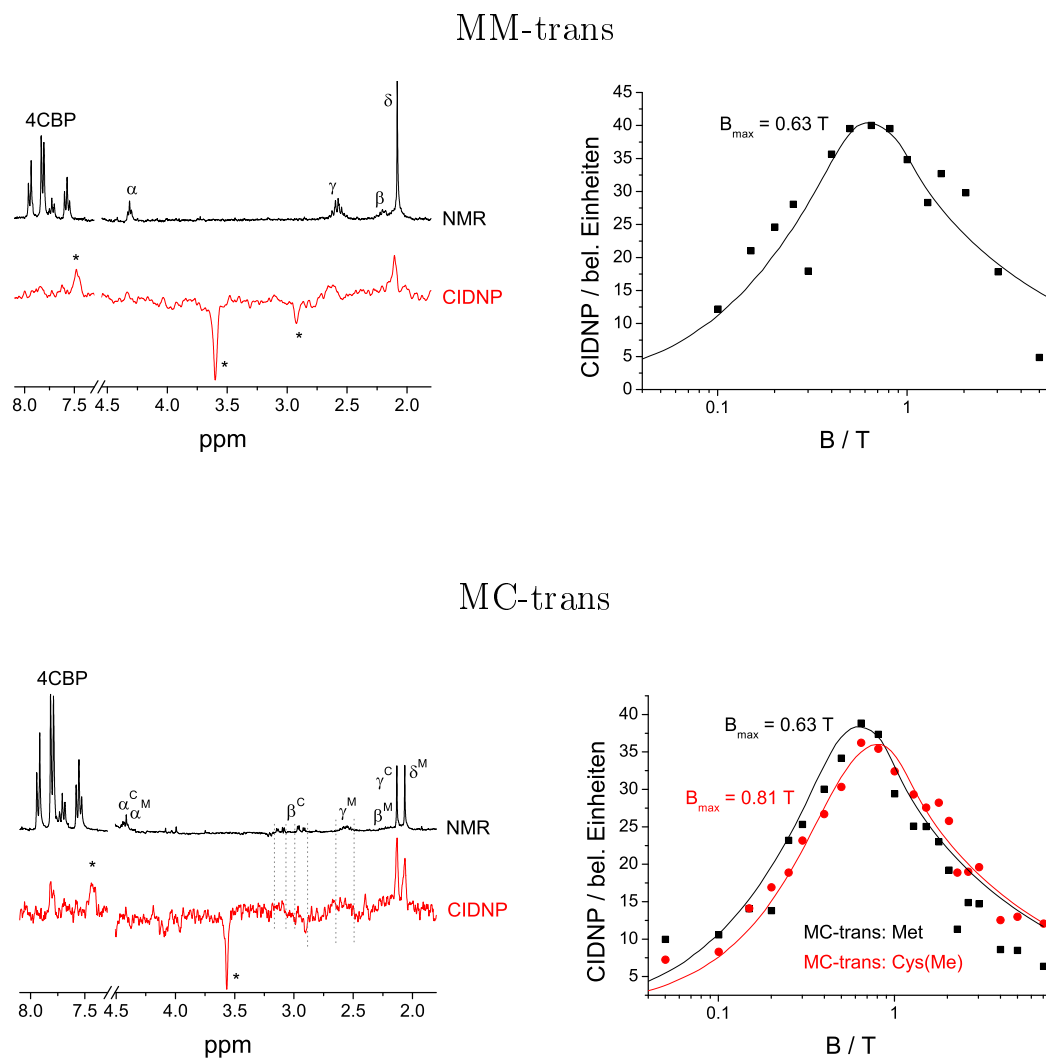 MM-trans
4CBP
α
γ
β
δ
NMR
*
*
*
CIDNP
8.0 7.5 4.5 4.0 3.5 3.0 2.5 2.0
ppm
CIDNP / bel. Einheiten
45
40
35
30
25
20
15
10
5
0
B_max = 0.63 T
0.1 1
B / T
MC-trans
4CBP
α^C
α^M
β^C
γ^M
β^M
γ^C
δ^M
NMR
*
*
CIDNP
8.0 7.5 4.5 4.0 3.5 3.0 2.5 2.0
ppm
CIDNP / bel. Einheiten
40
35
30
25
20
15
10
5
B_max = 0.63 T
B_max = 0.81 T
MC-trans: Met
MC-trans: Cys(Me)
0.1 1
B / T